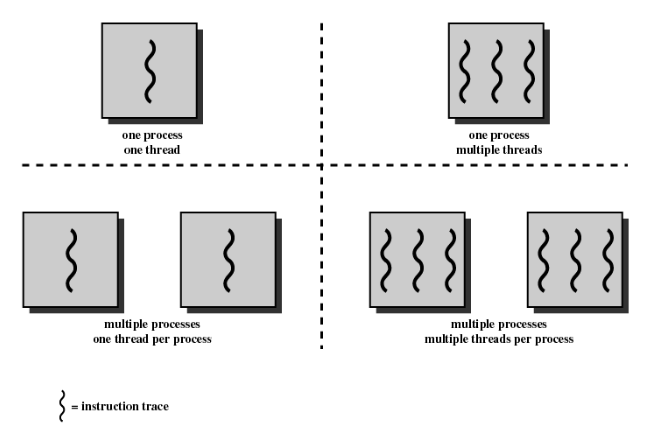 one process
one thread
one process
multiple threads
multiple processes
one thread per process
multiple processes
multiple threads per process
= instruction trace